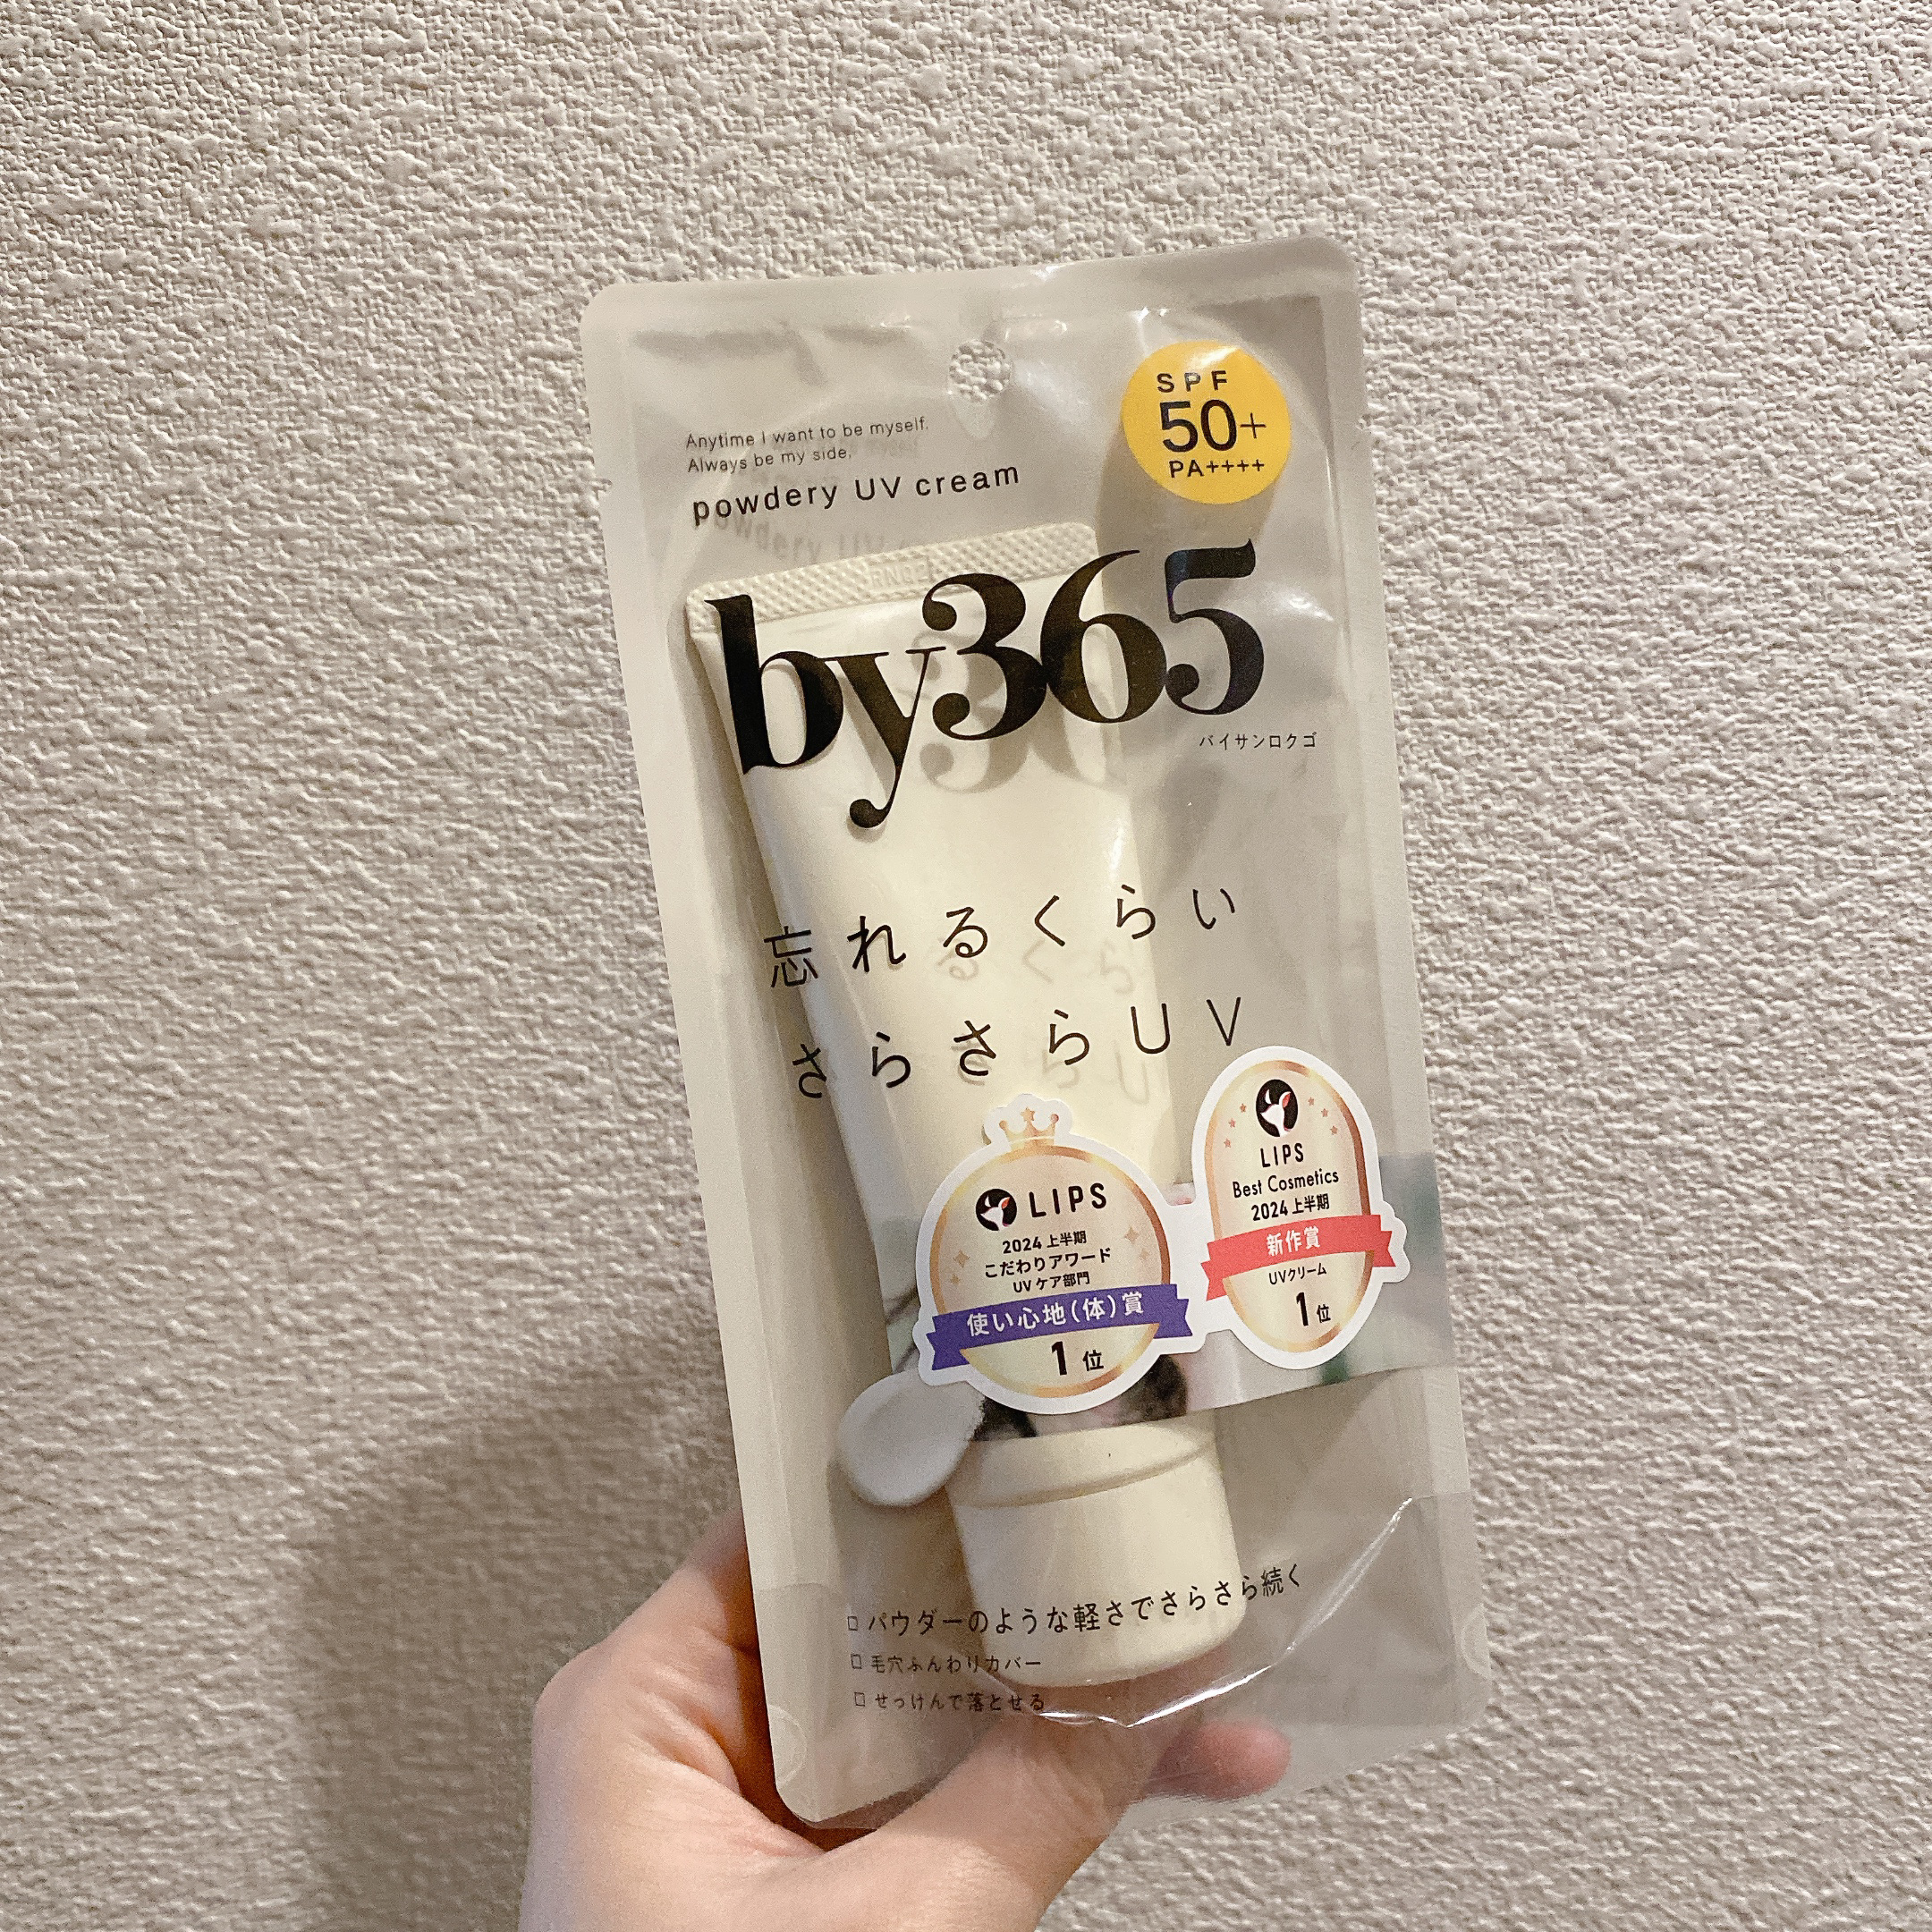 SPF
50+
PA++++
Anytime I want to be myself.
Always be my side.
powdery UV cream
by365
バイサンロクゴ
忘れるくらい
さらさらUV
LIPS
2024 上半期
こだわりアワード
UVケア部門
使い心地(体)賞
1位
LIPS
Best Cosmetics
2024 上半期
新作賞
UVクリーム
1位
□ パウダーのような軽さでさらさら続く
□ 毛穴ふんわりカバー
□ せっけんで落とせる